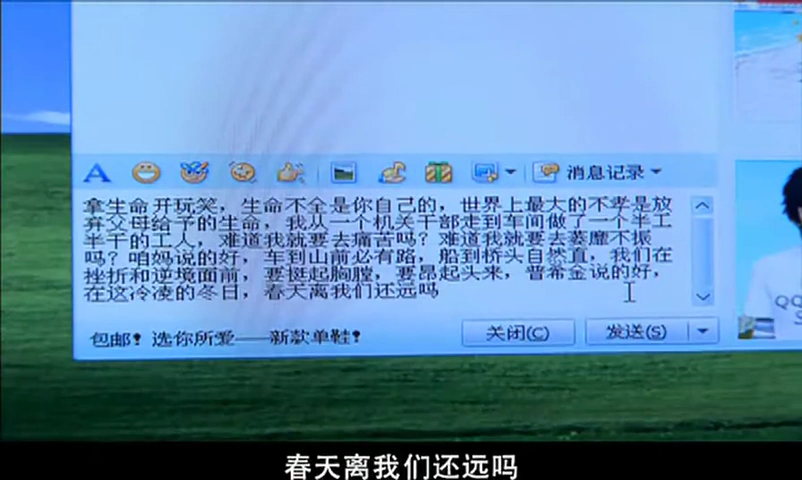 消息记录
拿生命开玩笑，生命不全是你自己的，世界上最大的不孝是放
弃父母给予的生命，我从一个机关干部走到车间做了一个半工
半干的工人，难道我就要去痛苦吗？难道我就要去萎靡不振
吗？咱妈说的好，车到山前必有路，船到桥头自然直，我们在
挫折和逆境面前，要挺起胸膛，要昂起头来，普希金说的好，
在这冷凌的冬日，春天离我们还远吗
包邮！选你所爱——新款单鞋！
关闭(C)
发送(S)
春天离我们还远吗